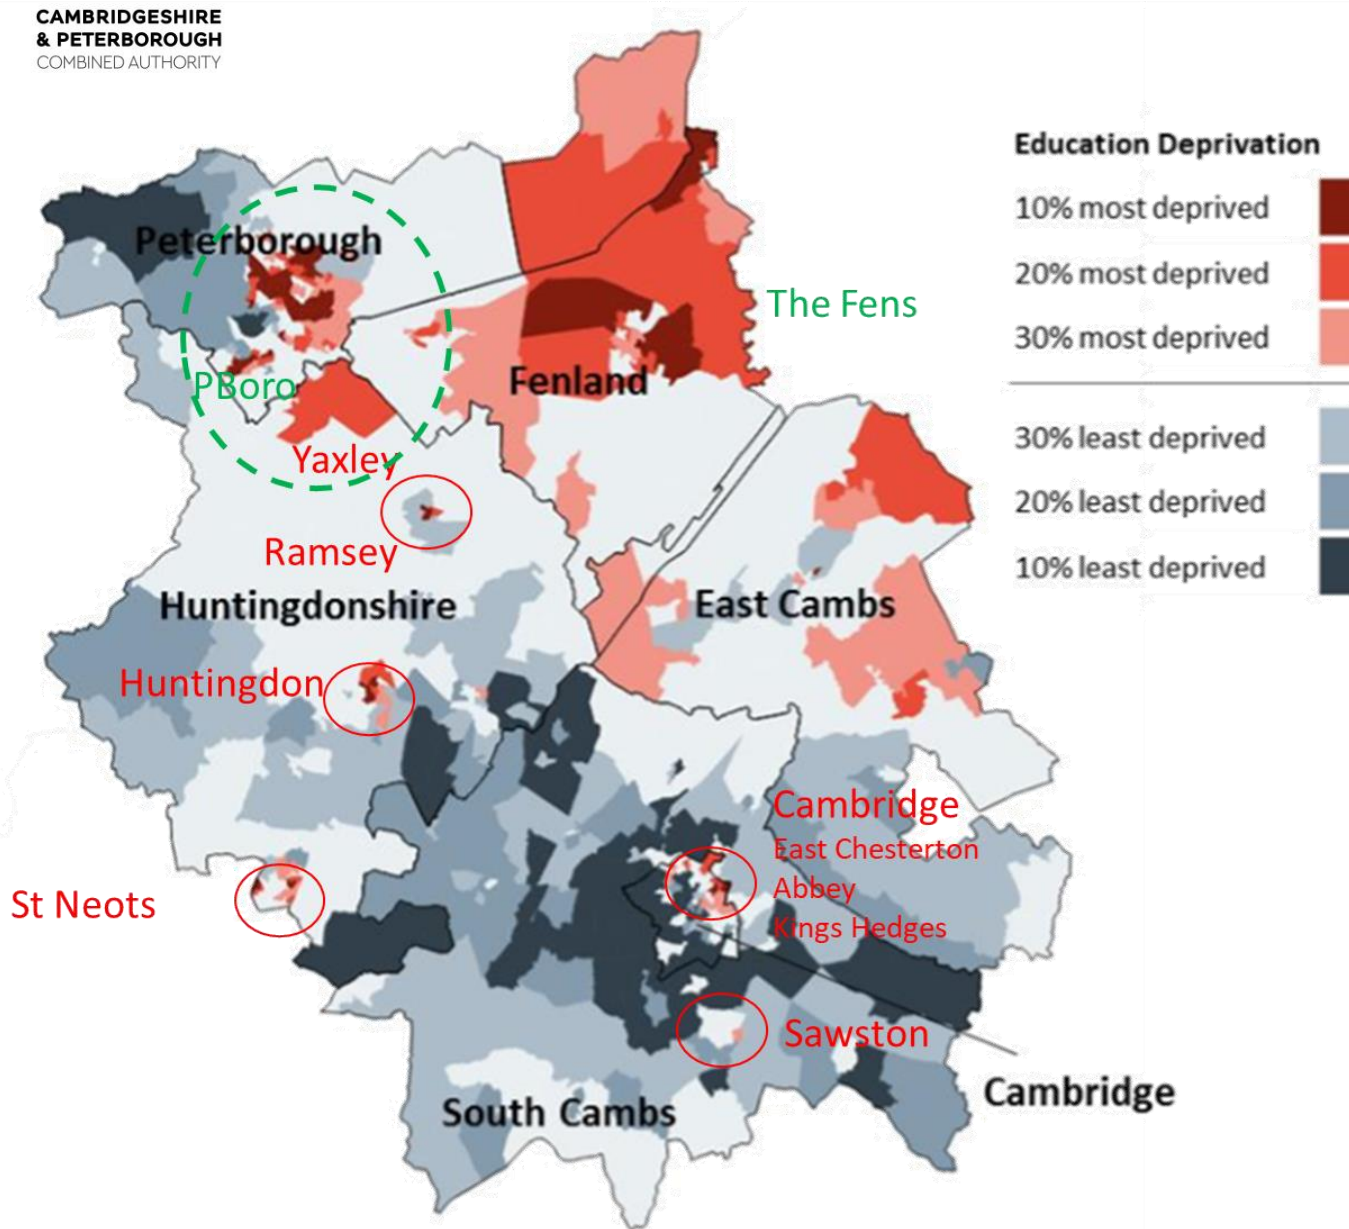 CAMBRIDGESHIRE
& PETERBOROUGH
COMBINED AUTHORITY
Education Deprivation
10% most deprived
20% most deprived
30% most deprived
30% least deprived
20% least deprived
10% least deprived
Peterborough
The Fens
PBoro
Fenland
Yaxley
Ramsey
Huntingdonshire
East Cambs
Huntingdon
Cambridge
East Chesterton
Abbey
Kings Hedges
St Neots
Sawston
Cambridge
South Cambs